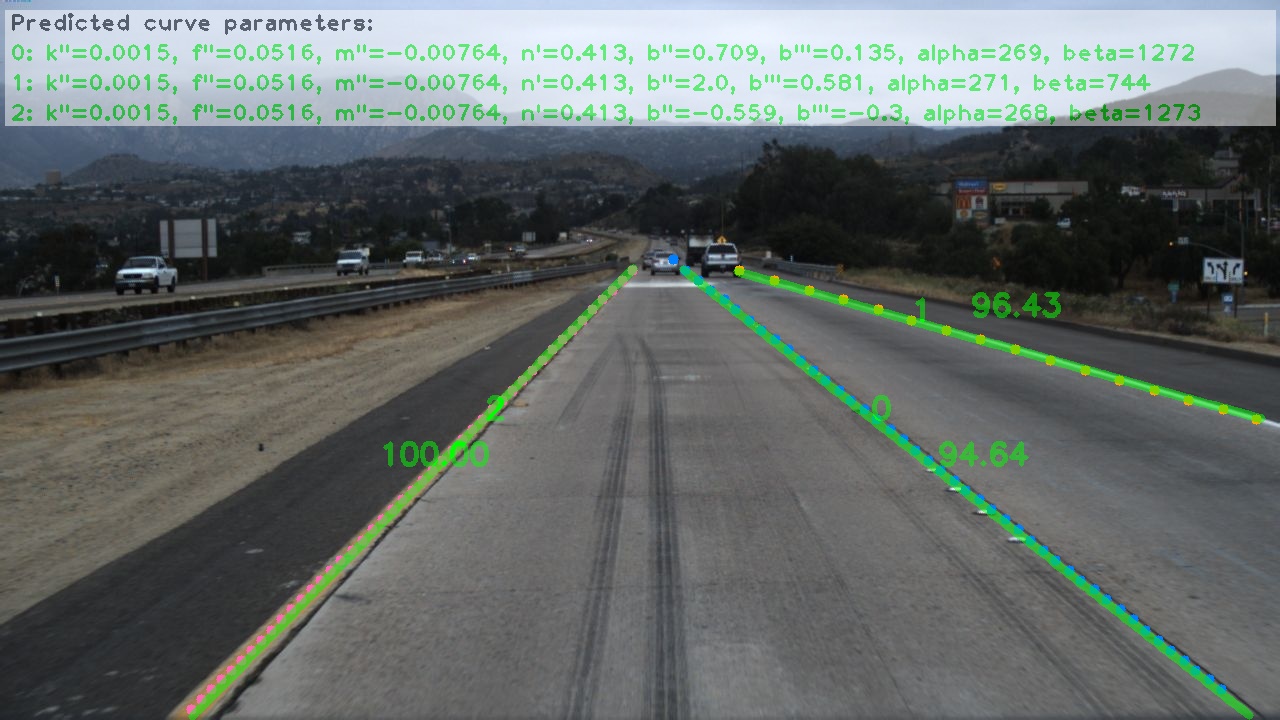 Predicted curve parameters:
0: k''=0.0015, f''=0.0516, m''=-0.00764, n'=0.413, b''=0.709, b'''=0.135, alpha=269, beta=1272
1: k''=0.0015, f''=0.0516, m''=-0.00764, n'=0.413, b''=2.0, b'''=0.581, alpha=271, beta=744
2: k''=0.0015, f''=0.0516, m''=-0.00764, n'=0.413, b''=-0.559, b'''=-0.3, alpha=268, beta=1273
1 96.43
2
0
100.00
94.64